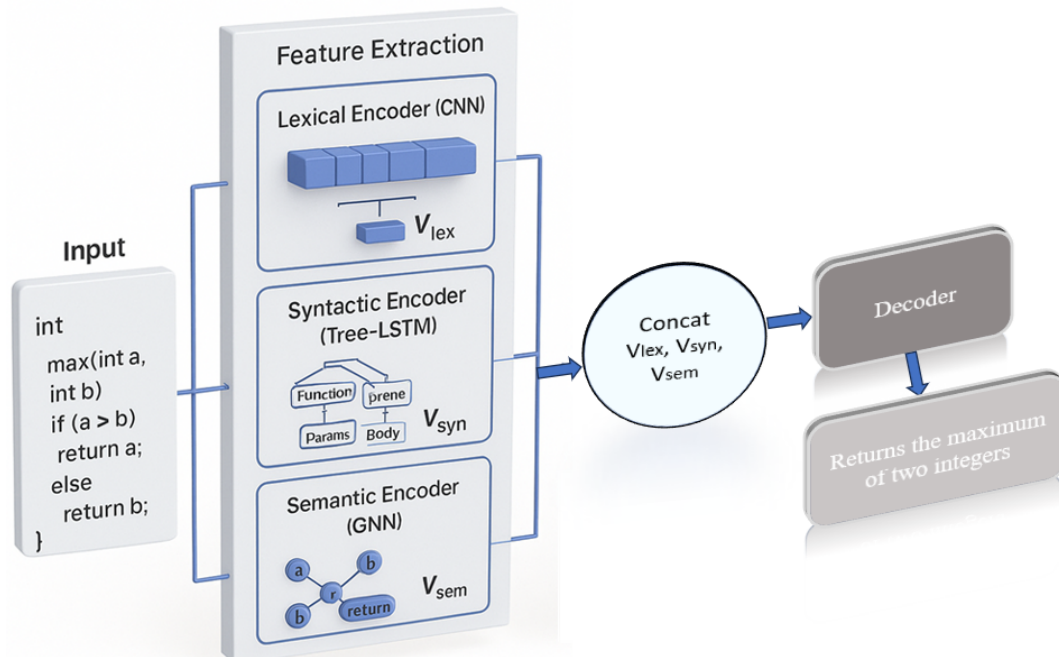 Input
int
max(int a,
int b)
if (a > b)
return a;
else
return b;
}
Feature Extraction
Lexical Encoder (CNN)
Vlex
Syntactic Encoder
(Tree-LSTM)
Function
prene
Params
Body
Vsyn
Semantic Encoder
(GNN)
a
b
r
b
return
Vsem
Concat
Vlex, Vsyn,
Vsem
Decoder
Returns the maximum
of two integers